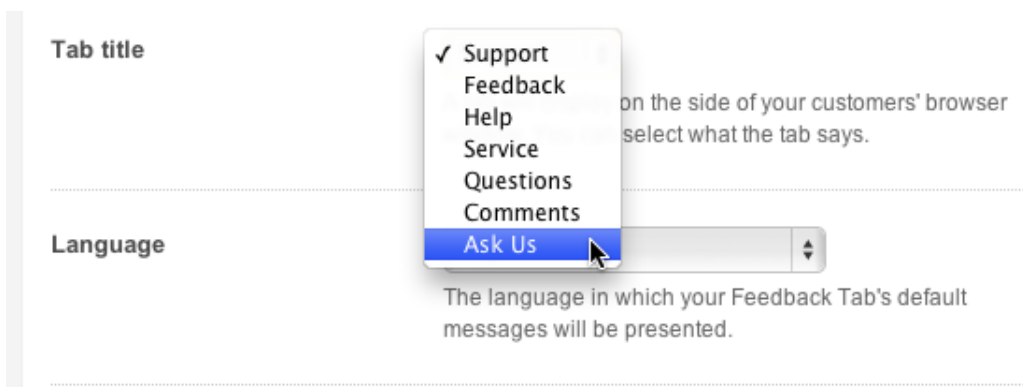 Tab title
✓ Support
Feedback
Help
Service
Questions
Comments
Ask Us
on the side of your customers' browser
select what the tab says.
Language
The language in which your Feedback Tab's default
messages will be presented.